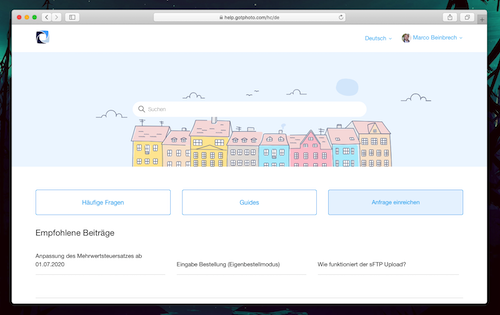 help.gotphoto.com/hc/de
Deutsch
Marco Beinbrech
Suchen
Häufige Fragen
Guides
Anfrage einreichen
Empfohlene Beiträge
Anpassung des Mehrwertsteuersatzes ab
01.07.2020
Eingabe Bestellung (Eigenbestellmodus)
Wie funktioniert der sFTP Upload?